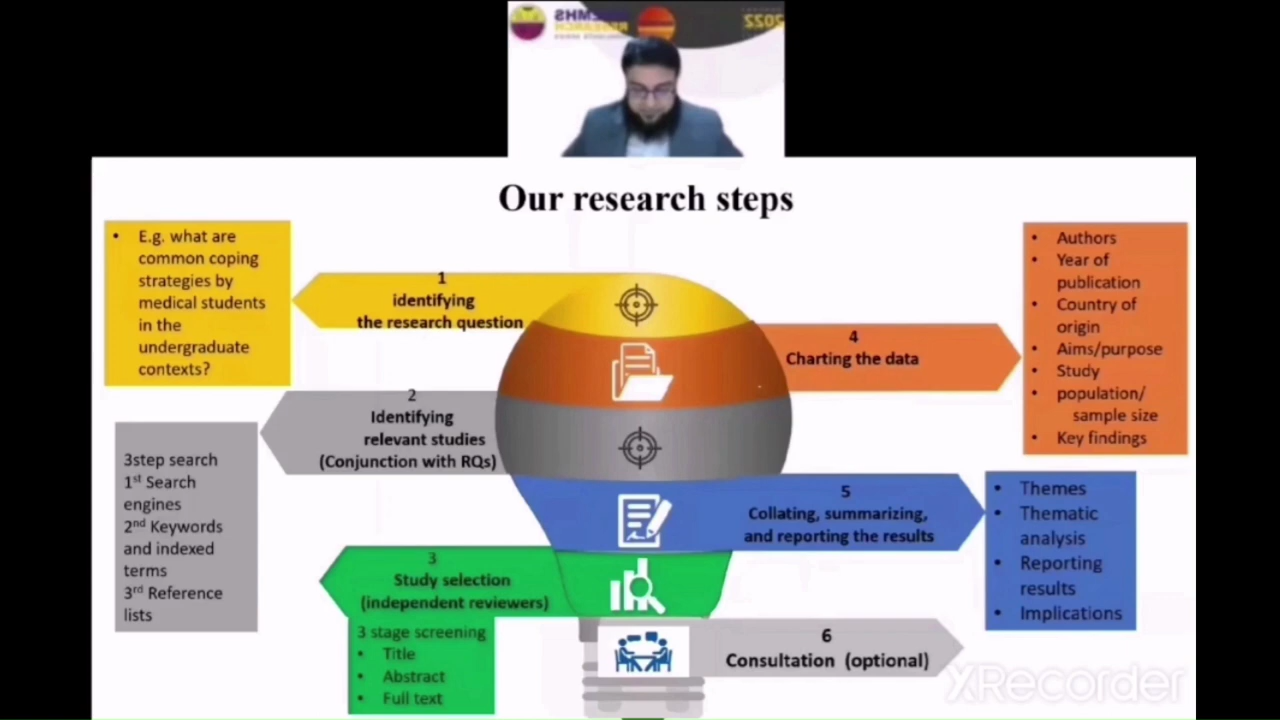 SHMƎ
RESEARCH
2022
Our research steps
• E.g. what are
common coping
strategies by
medical students
in the
undergraduate
contexts?
1
identifying
the research question
2
Identifying
relevant studies
(Conjunction with RQs)
3step search
1st Search
engines
2nd Keywords
and indexed
terms
3rd Reference
lists
3
Study selection
(independent reviewers)
3 stage screening
• Title
• Abstract
• Full text
4
Charting the data
• Authors
• Year of
publication
• Country of
origin
• Aims/purpose
• Study
• population/
sample size
• Key findings
5
Collating, summarizing,
and reporting the results
• Themes
• Thematic
analysis
• Reporting
results
• Implications
6
Consultation (optional)
XRecorder